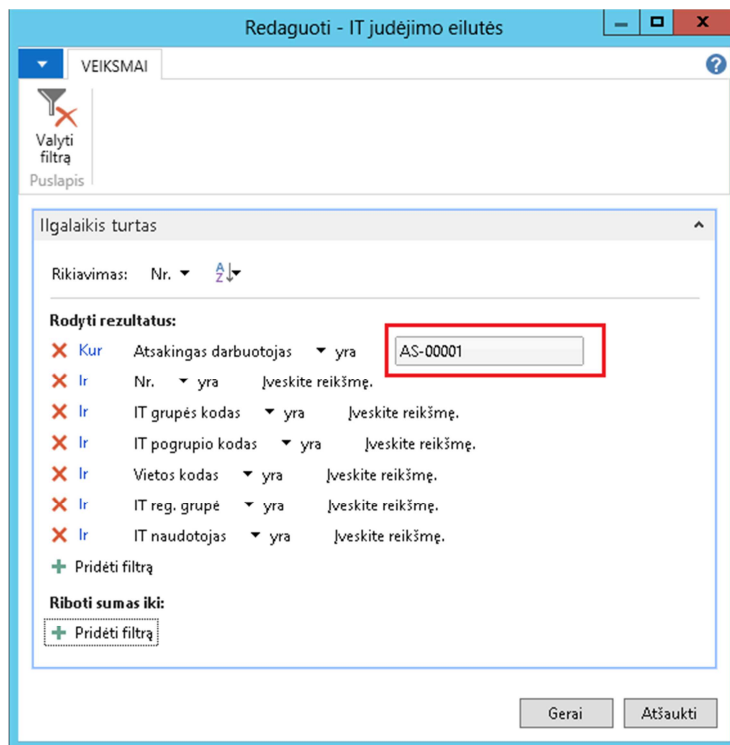 Redaguoti - IT judėjimo eilutės
VEIKSMAI
Valyti
filtrą
Puslapis
Ilgalaikis turtas
Rikiavimas: Nr.
Rodyti rezultatus:
Kur Atsakingas darbuotojas yra AS-00001
Ir Nr. yra Įveskite reikšmę.
Ir IT grupės kodas yra Įveskite reikšmę.
Ir IT pogrupio kodas yra Įveskite reikšmę.
Ir Vietos kodas yra Įveskite reikšmę.
Ir IT reg. grupė yra Įveskite reikšmę.
Ir IT naudotojas yra Įveskite reikšmę.
Pridėti filtrą
Riboti sumas iki:
Pridėti filtrą
Gerai Atšaukti